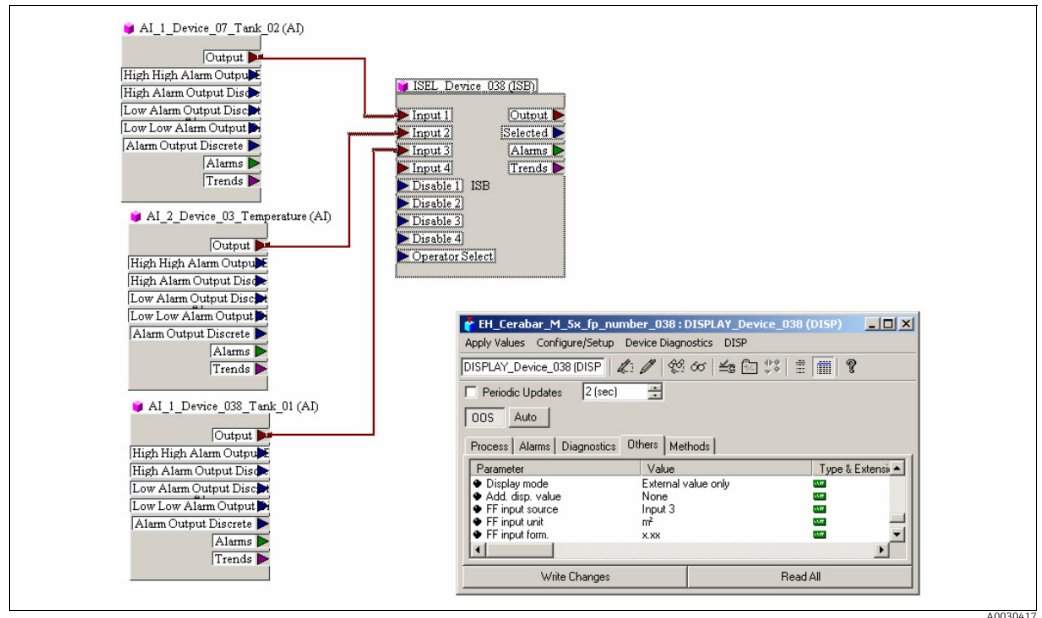 AI_1_Device_07_Tank_02 (AI)
Output
High High Alarm Output
High Alarm Output Disc
Low Alarm Output Disc
Low Low Alarm Output
Alarm Output Discrete
Alarms
Trends
ISEL_Device_038 (ISB)
Input 1 Output
Input 2 Selected
Input 3 Alarms
Input 4 Trends
Disable 1 ISB
Disable 2
Disable 3
Disable 4
Operator Select
AI_2_Device_03_Temperature (AI)
Output
High High Alarm Output
High Alarm Output Disc
Low Alarm Output Disc
Low Low Alarm Output
Alarm Output Discrete
Alarms
Trends
AI_1_Device_038_Tank_01 (AI)
Output
High High Alarm Output
High Alarm Output Disc
Low Alarm Output Disc
Low Low Alarm Output
Alarm Output Discrete
Alarms
Trends
EH_Cerabar_M_5x_fp_number_038 : DISPLAY_Device_038 (DISP)
Apply Values Configure/Setup Device Diagnostics DISP
DISPLAY_Device_038 (DISP
Periodic Updates 2 (sec)
OOS Auto
Process Alarms Diagnostics Others Methods
Parameter Value Type & Extensi
Display mode External value only
Add. disp. value None
FF input source Input 3
FF input unit m²
FF input form. x.xx
Write Changes Read All
A0030417